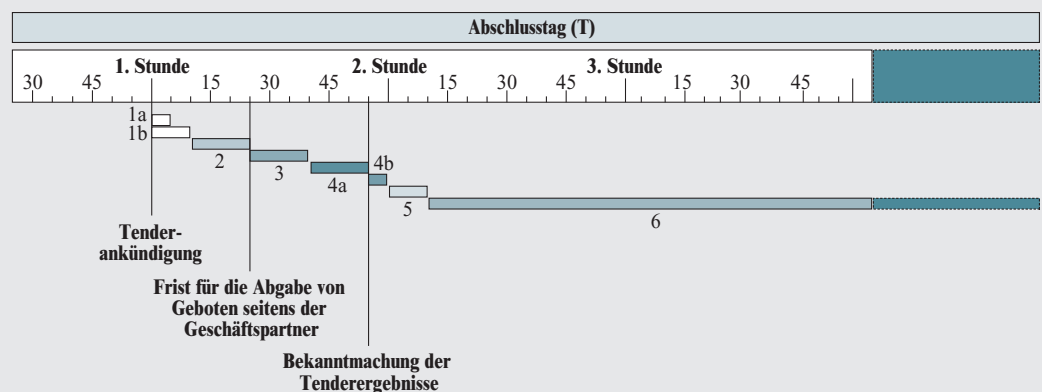 Abschlusstag (T)
1. Stunde 2. Stunde 3. Stunde
30 45 15 30 45 15 30 45 15 30 45
1a
1b
2
3
4a
4b
5
6
Tender-
ankündigung
Frist für die Abgabe von
Geboten seitens der
Geschäftspartner
Bekanntmachung der
Tenderergebnisse